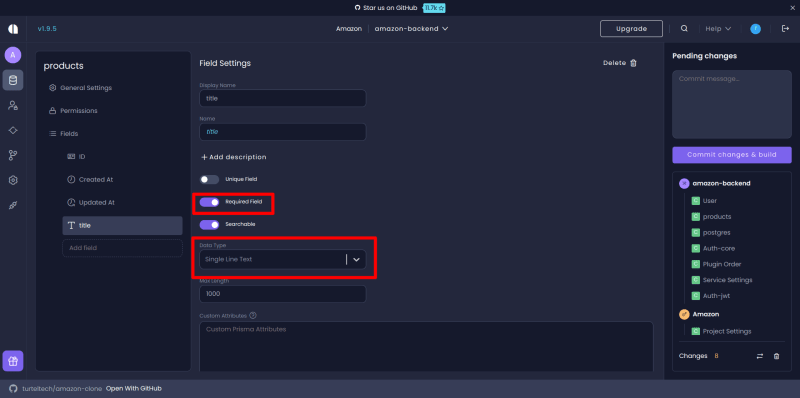 Star us on GitHub 11.7k
v1.9.5
Amazon
amazon-backend
Upgrade
Help
A
products
General Settings
Permissions
Fields
ID
Created At
Updated At
title
Add field
Field Settings
Delete
Display Name
title
Name
title
+ Add description
Unique Field
Required Field
Searchable
Data Type
Single Line Text
Max Length
1000
Custom Attributes ?
Custom Prisma Attributes
Pending changes
Commit message...
Commit changes & build
amazon-backend
C User
C products
C postgres
C Auth-core
C Plugin Order
C Service Settings
C Auth-jwt
Amazon
C Project Settings
Changes 8
turteltech/amazon-clone Open With GitHub